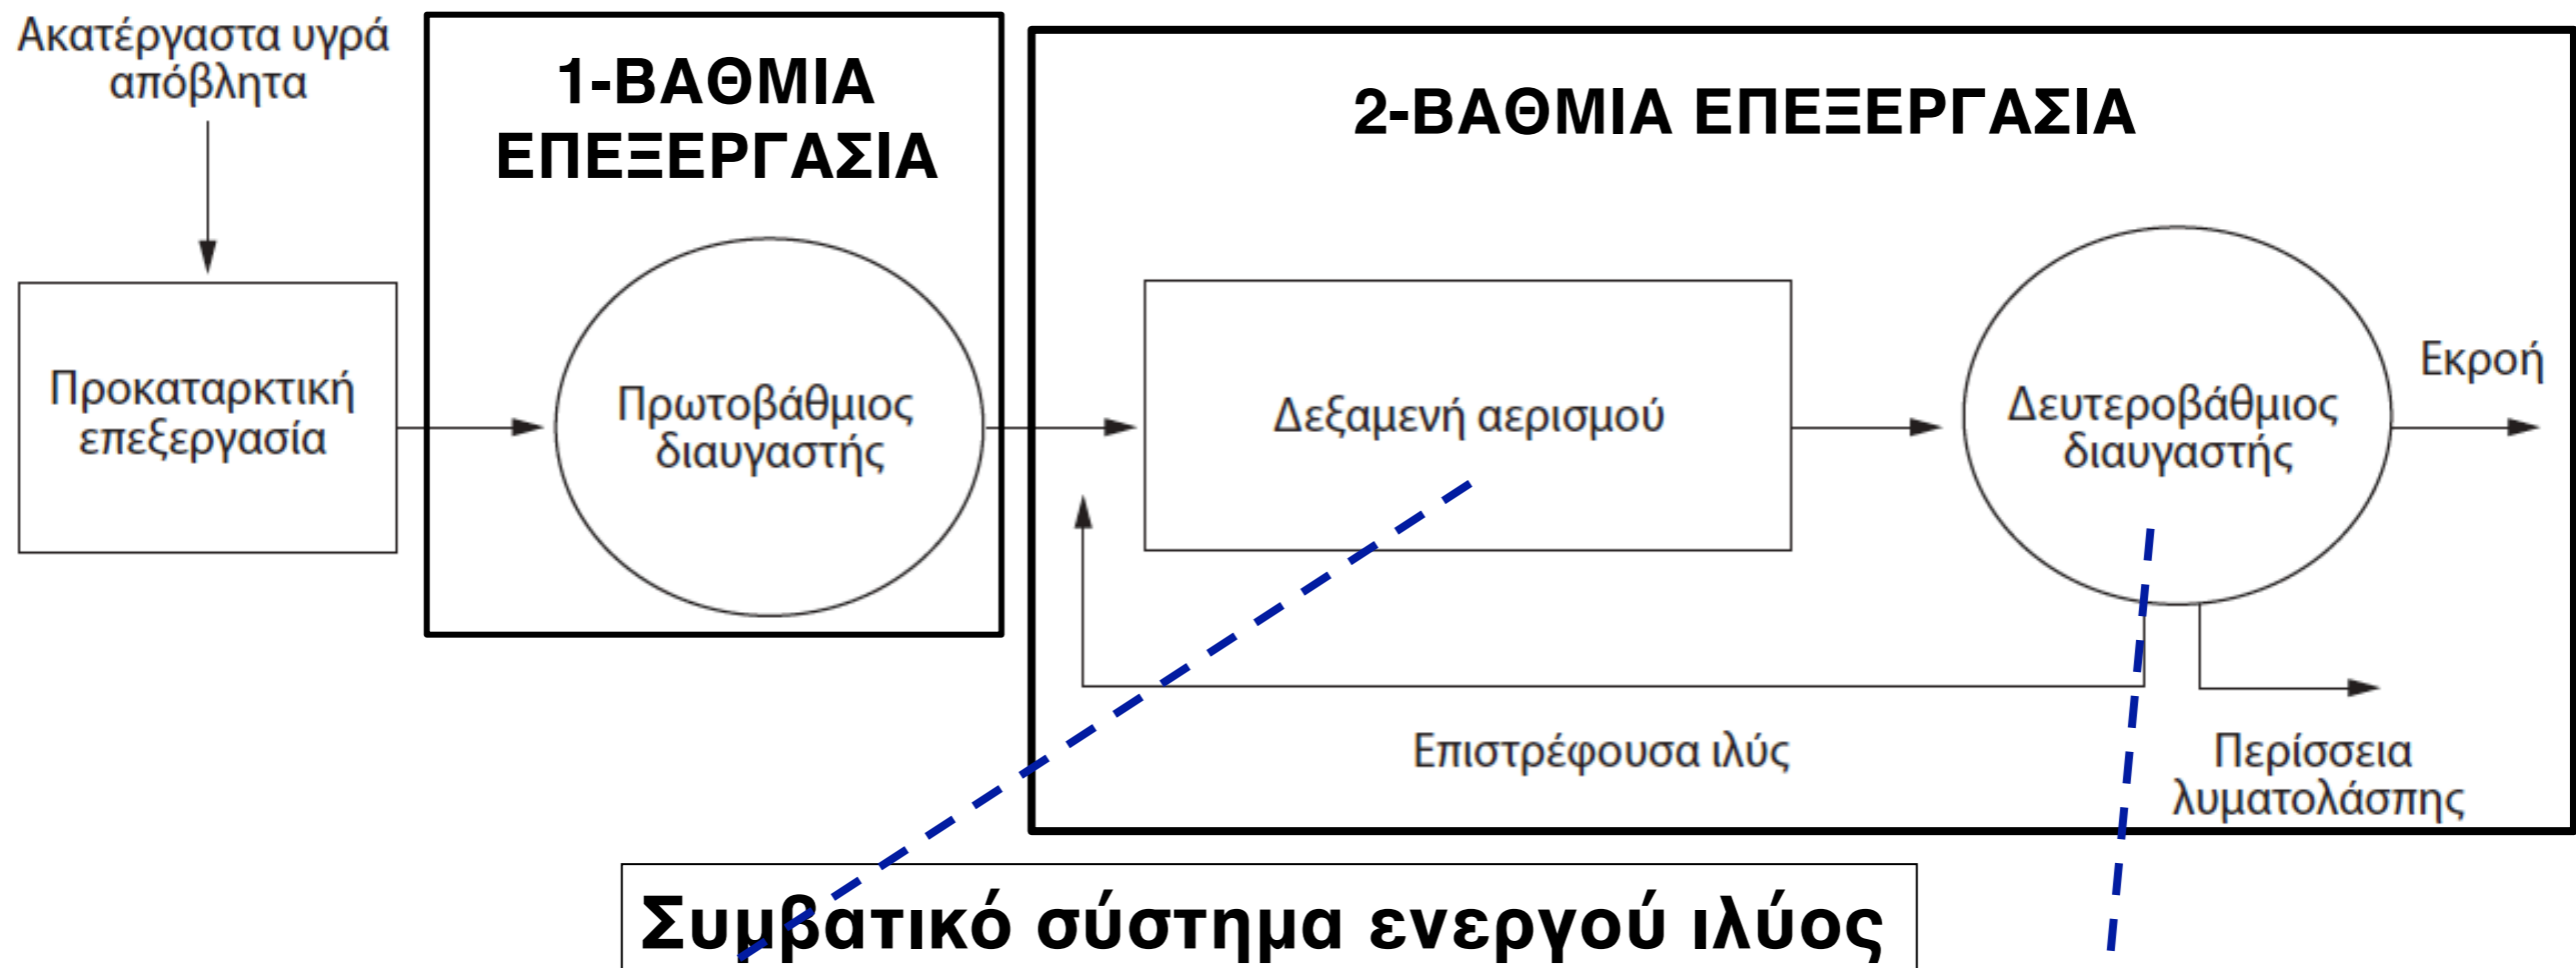 Ακατέργαστα υγρά
απόβλητα
1-ΒΑΘΜΙΑ
ΕΠΕΞΕΡΓΑΣΙΑ
2-ΒΑΘΜΙΑ ΕΠΕΞΕΡΓΑΣΙΑ
Προκαταρκτική
επεξεργασία
Πρωτοβάθμιος
διαυγαστής
Δεξαμενή αερισμού
Δευτεροβάθμιος
διαυγαστής
Εκροή
Επιστρέφουσα ιλύς
Περίσσεια
λυματολάσπης
Συμβατικό σύστημα ενεργού ιλύος